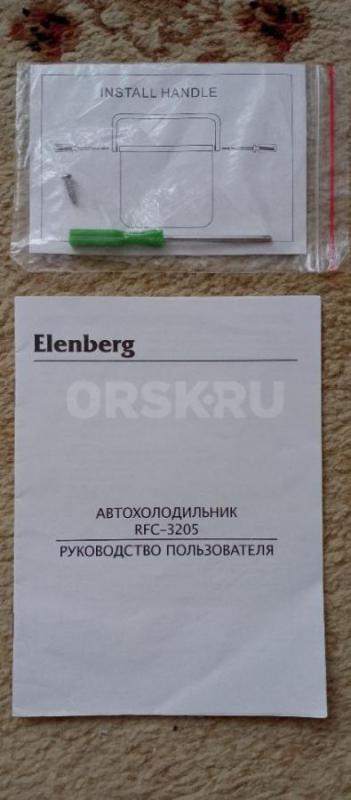 INSTALL HANDLE
Elenberg
ORSK.RU
АВТОХОЛОДИЛЬНИК
RFC-3205
РУКОВОДСТВО ПОЛЬЗОВАТЕЛЯ